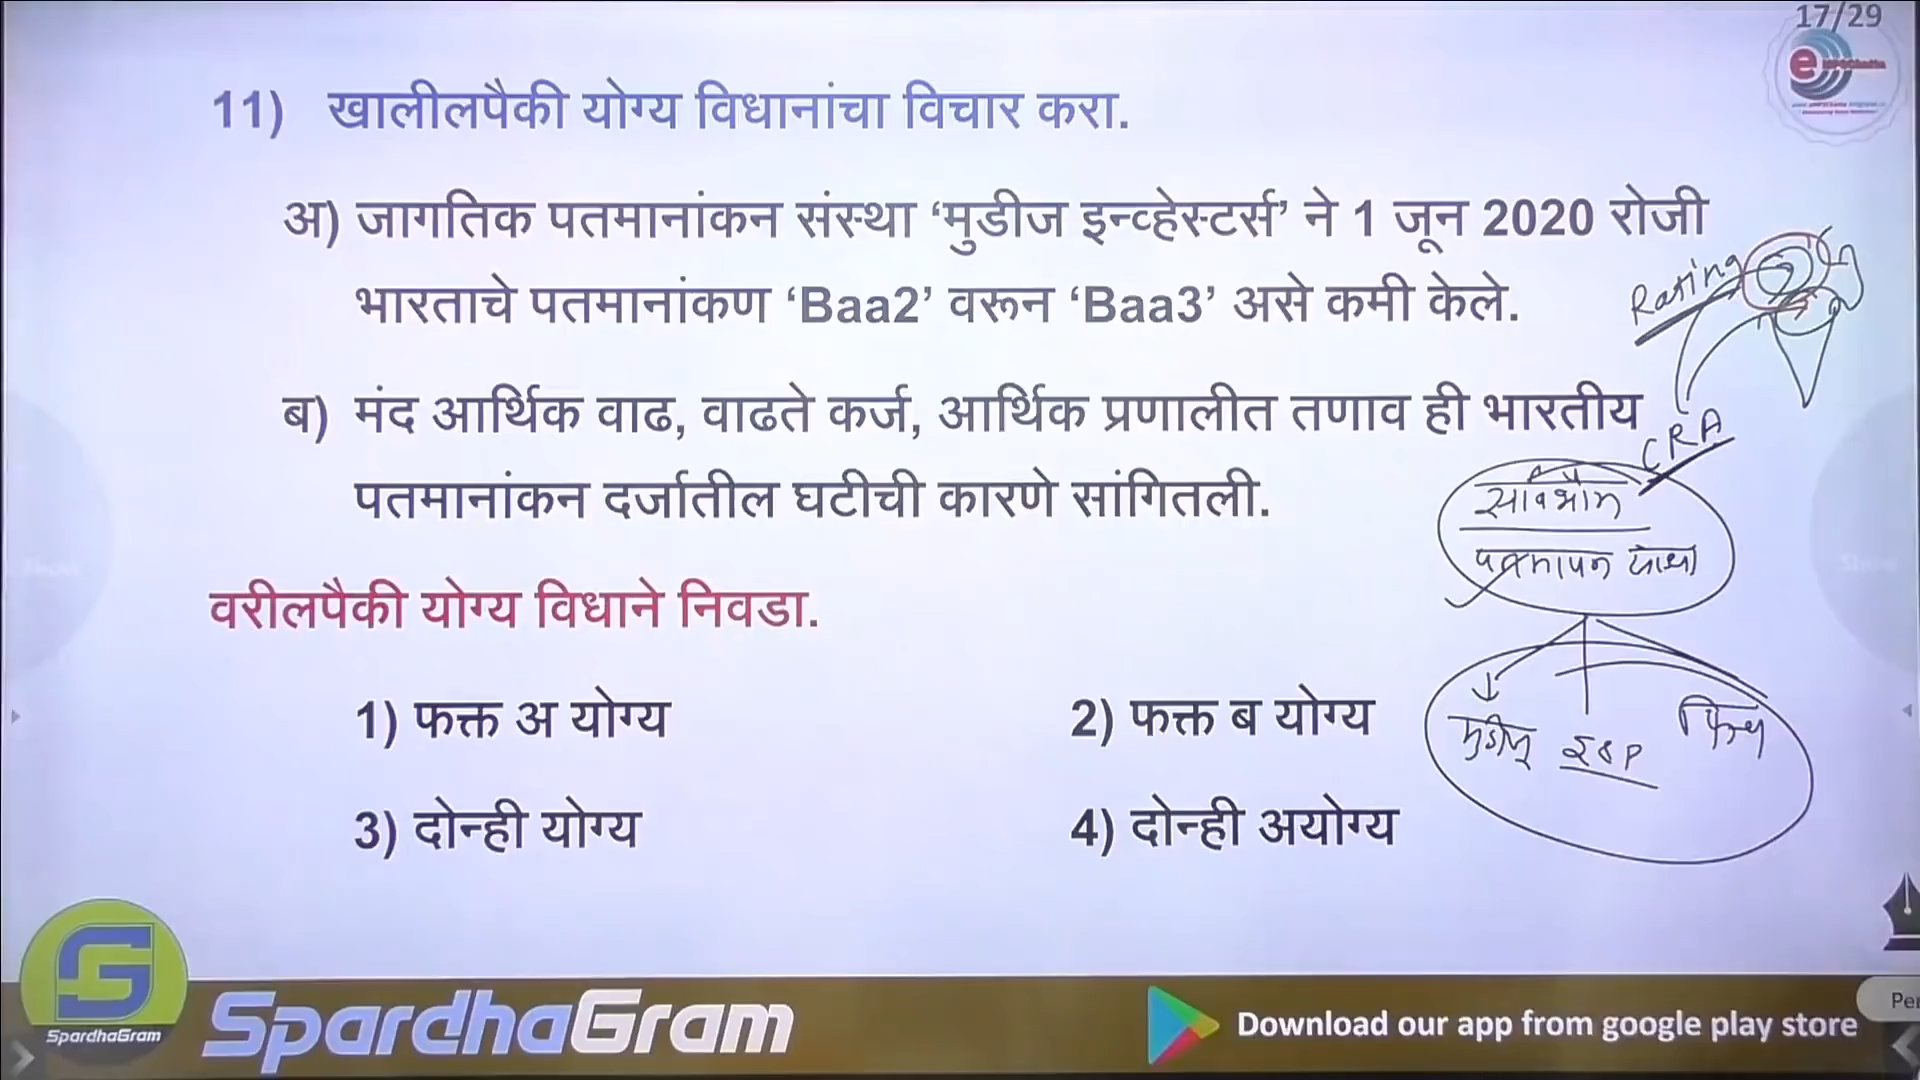 17/29
11) खालीलपैकी योग्य विधानांचा विचार करा.
अ) जागतिक पतमानांकन संस्था ‘मुडीज इन्व्हेस्टर्स’ ने 1 जून 2020 रोजी
भारताचे पतमानांकण ‘Baa2’ वरून ‘Baa3’ असे कमी केले.
Rating
ब) मंद आर्थिक वाढ, वाढते कर्ज, आर्थिक प्रणालीत तणाव ही भारतीय
पतमानांकन दर्जातील घटीची कारणे सांगितली.
CRA
सार्वभौम
पतमापन
वरीलपैकी योग्य विधाने निवडा.
1) फक्त अ योग्य
2) फक्त ब योग्य
मुडीज S&P फिच
3) दोन्ही योग्य
4) दोन्ही अयोग्य
SpardhaGram
SpardhaGram
Download our app from google play store